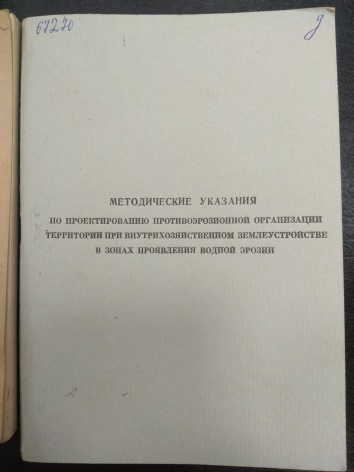 67270
д
МЕТОДИЧЕСКИЕ УКАЗАНИЯ
ПО ПРОЕКТИРОВАНИЮ ПРОТИВОЭРОЗИОННОЙ ОРГАНИЗАЦИИ
ТЕРРИТОРИИ ПРИ ВНУТРИХОЗЯЙСТВЕННОМ ЗЕМЛЕУСТРОЙСТВЕ
В ЗОНАХ ПРОЯВЛЕНИЯ ВОДНОЙ ЭРОЗИИ